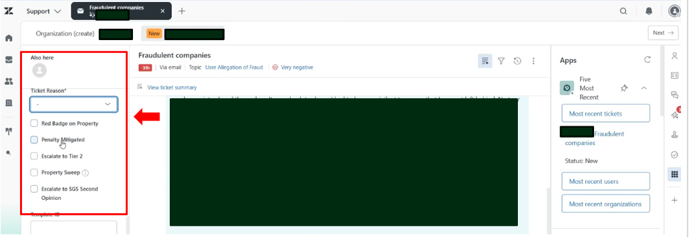 Support
Fraudulent companies
Organization (create)
New
Next
Also here
Ticket Reason*
-
Red Badge on Property
Penalty Mitigated
Escalate to Tier 2
Property Sweep
Escalate to SGS Second
Opinion
Fraudulent companies
Via email
Topic
User Allegation of Fraud
Very negative
View ticket summary
Apps
Five
Most
Recent
Most recent tickets
Fraudulent
companies
Status: New
Most recent users
Most recent organizations